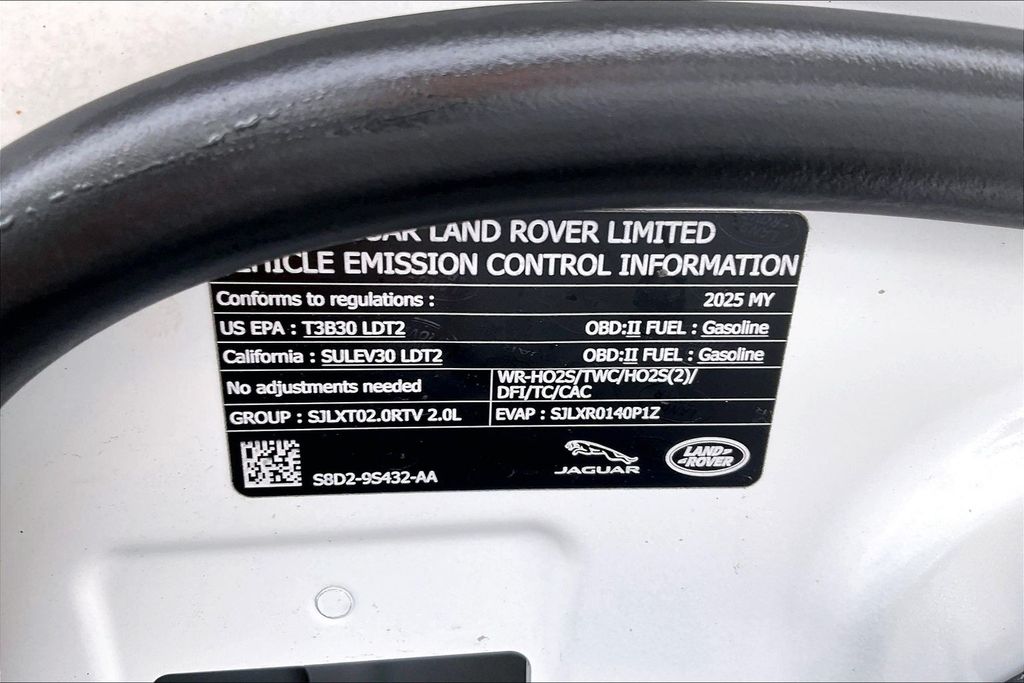 LAND ROVER LIMITED
EMISSION CONTROL INFORMATION
Conforms to regulations : 2025 MY
US EPA : T3B30 LDT2 OBD:II FUEL : Gasoline
California : SULEV30 LDT2 OBD:II FUEL : Gasoline
No adjustments needed
WR-HO2S/TWC/HO2S(2)/
DFI/TC/CAC
GROUP : SJLXT02.0RTV 2.0L EVAP : SJLXR0140P1Z
S8D2-9S432-AA
JAGUAR
LAND-
-ROVER